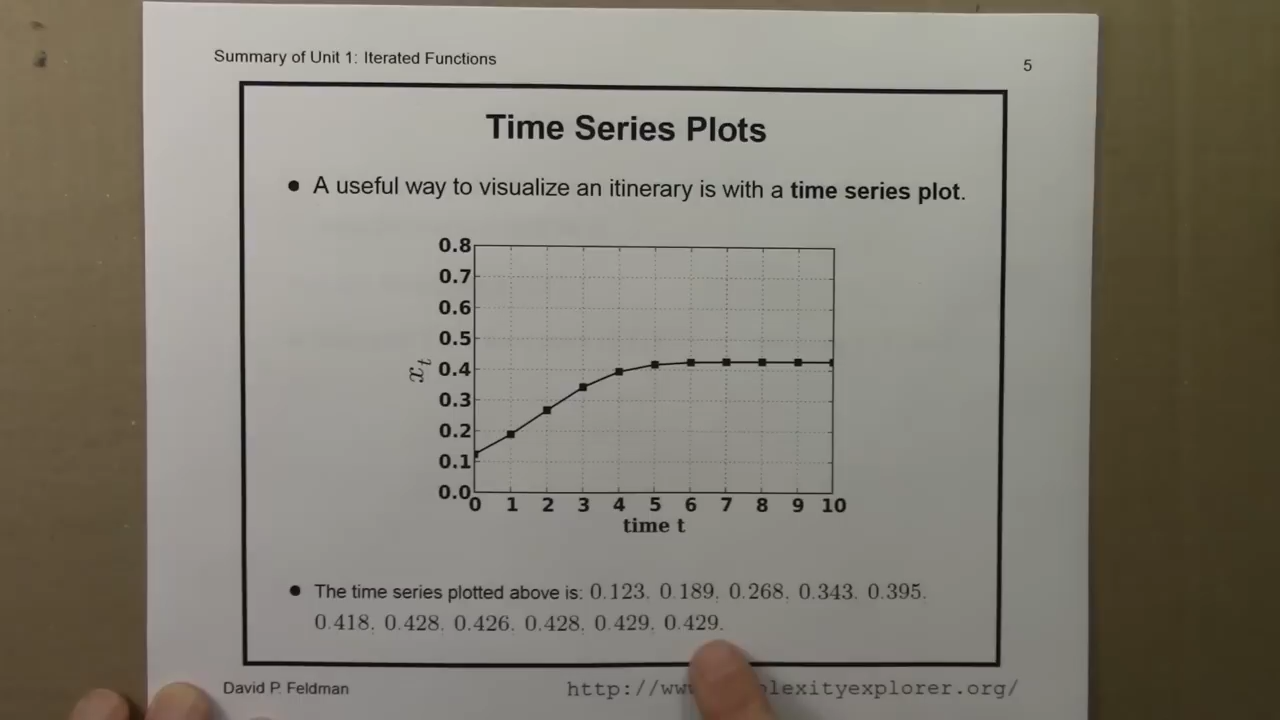 Summary of Unit 1: Iterated Functions
5
Time Series Plots
• A useful way to visualize an itinerary is with a time series plot.
0.8
0.7
0.6
0.5
0.4
0.3
0.2
0.1
0.0
x_t
0 1 2 3 4 5 6 7 8 9 10
time t
• The time series plotted above is: 0.123, 0.189, 0.268, 0.343, 0.395,
0.418, 0.428, 0.426, 0.428, 0.429, 0.429.
David P. Feldman
http://www plexityexplorer.org/